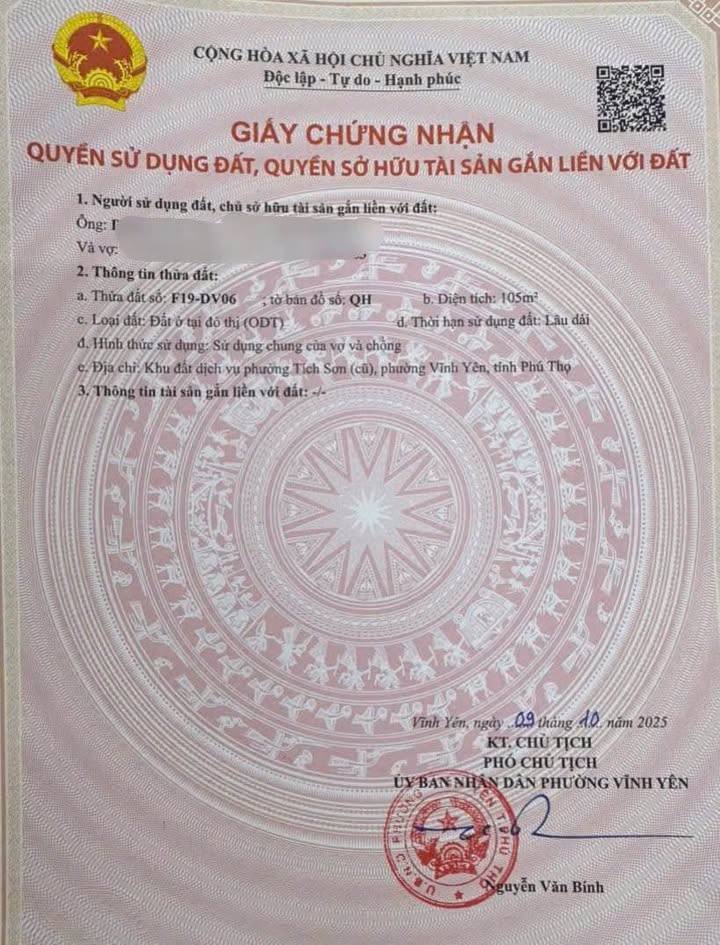 CỘNG HÒA XÃ HỘI CHỦ NGHĨA VIỆT NAM
Độc lập - Tự do - Hạnh phúc
GIẤY CHỨNG NHẬN
QUYỀN SỬ DỤNG ĐẤT, QUYỀN SỞ HỮU TÀI SẢN GẮN LIỀN VỚI ĐẤT
1. Người sử dụng đất, chủ sở hữu tài sản gắn liền với đất:
Ông:
Và vợ:
2. Thông tin thửa đất:
a. Thửa đất số: F19-DV06 ; tờ bản đồ số: QH b. Diện tích: 105m²
c. Loại đất: Đất ở tại đô thị (ODT) d. Thời hạn sử dụng đất: Lâu dài
đ. Hình thức sử dụng: Sử dụng chung của vợ và chồng
e. Địa chỉ: Khu đất dịch vụ phường Tích Sơn (cũ), phường Vĩnh Yên, tỉnh Phú Thọ
3. Thông tin tài sản gắn liền với đất: -/-
Vĩnh Yên, ngày 09 tháng 10 năm 2025
KT. CHỦ TỊCH
PHÓ CHỦ TỊCH
ỦY BAN NHÂN DÂN PHƯỜNG VĨNH YÊN
U.B.N.D PHƯỜNG YÊN T.PHÚ THỌ
Nguyễn Văn Bính